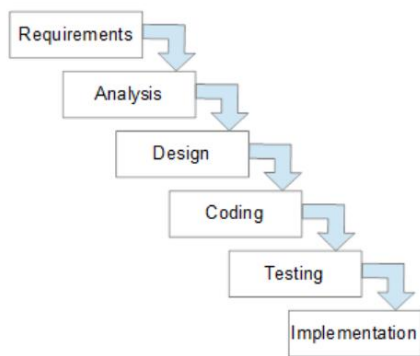 Requirements
Analysis
Design
Coding
Testing
Implementation